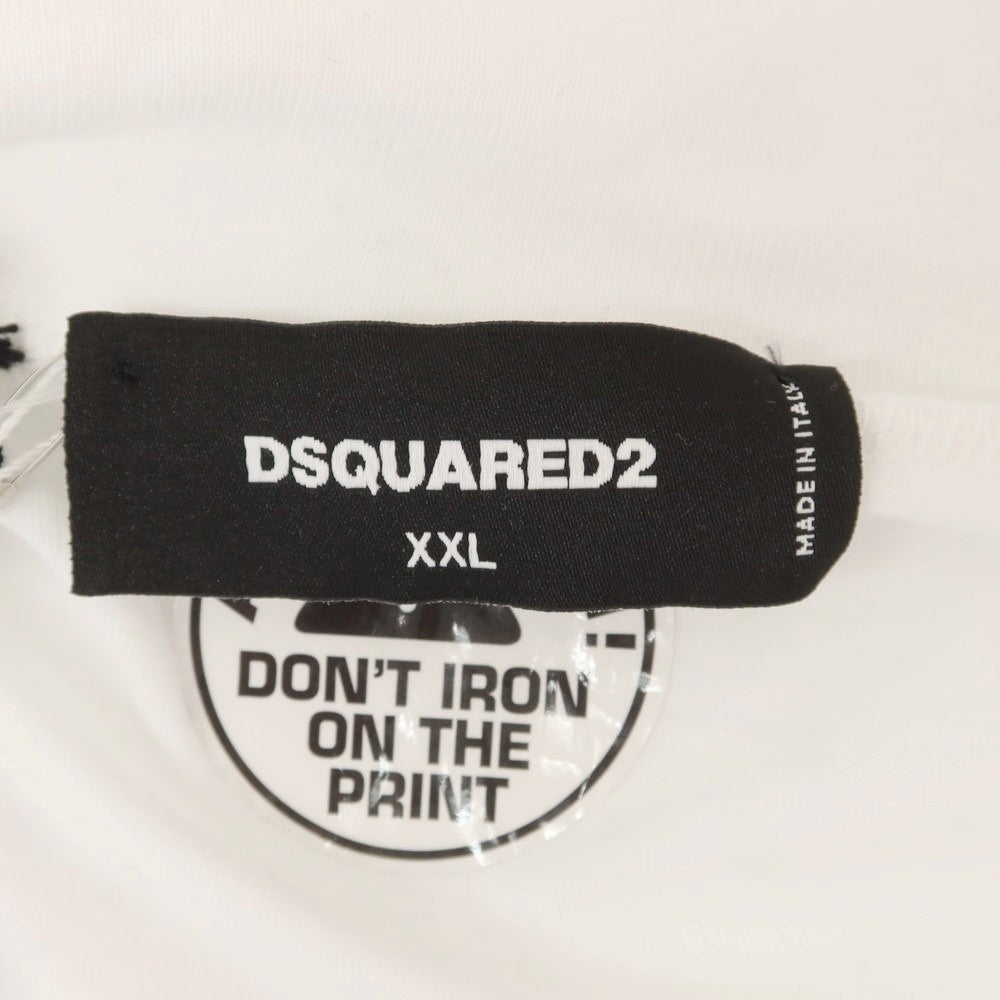 DSQUARED2
XXL
MADE IN ITALY
DON'T IRON
ON THE
PRINT